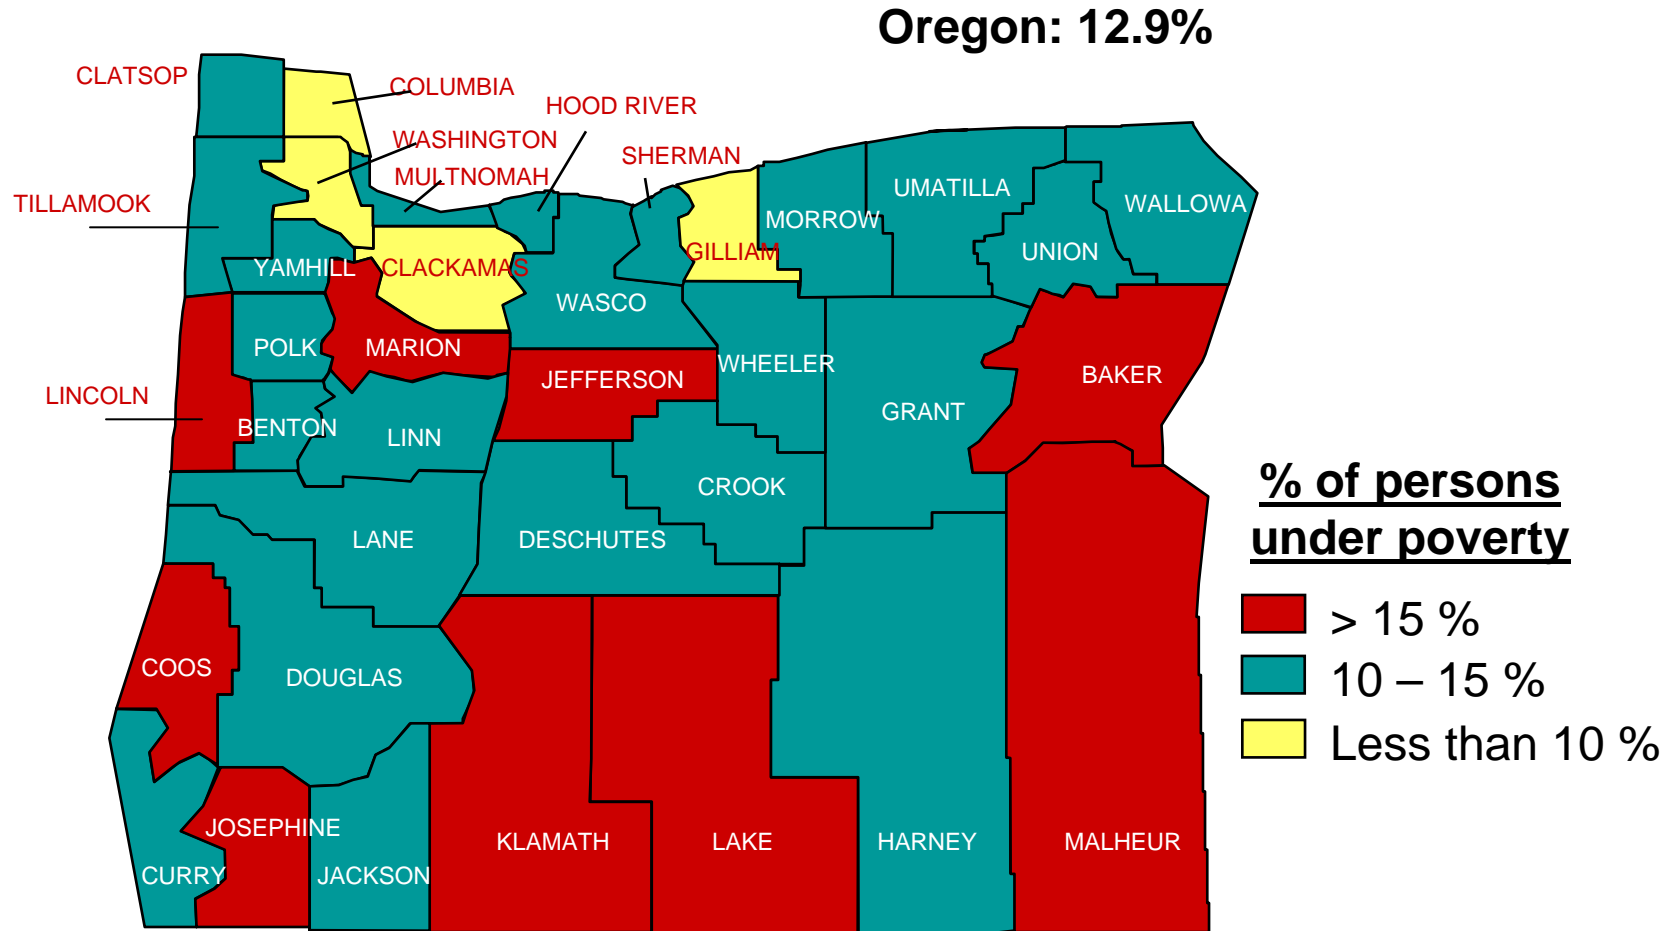 Oregon: 12.9%
CLATSOP
COLUMBIA
HOOD RIVER
WASHINGTON
SHERMAN
MULTNOMAH
UMATILLA
TILLAMOOK
MORROW
WALLOWA
GILLIAM
UNION
YAMHILL
CLACKAMAS
WASCO
POLK
MARION
WHEELER
JEFFERSON
BAKER
LINCOLN
GRANT
BENTON
LINN
CROOK
% of persons
under poverty
LANE
DESCHUTES
> 15 %
COOS
DOUGLAS
10 – 15 %
Less than 10 %
JOSEPHINE
KLAMATH
LAKE
HARNEY
MALHEUR
CURRY
JACKSON